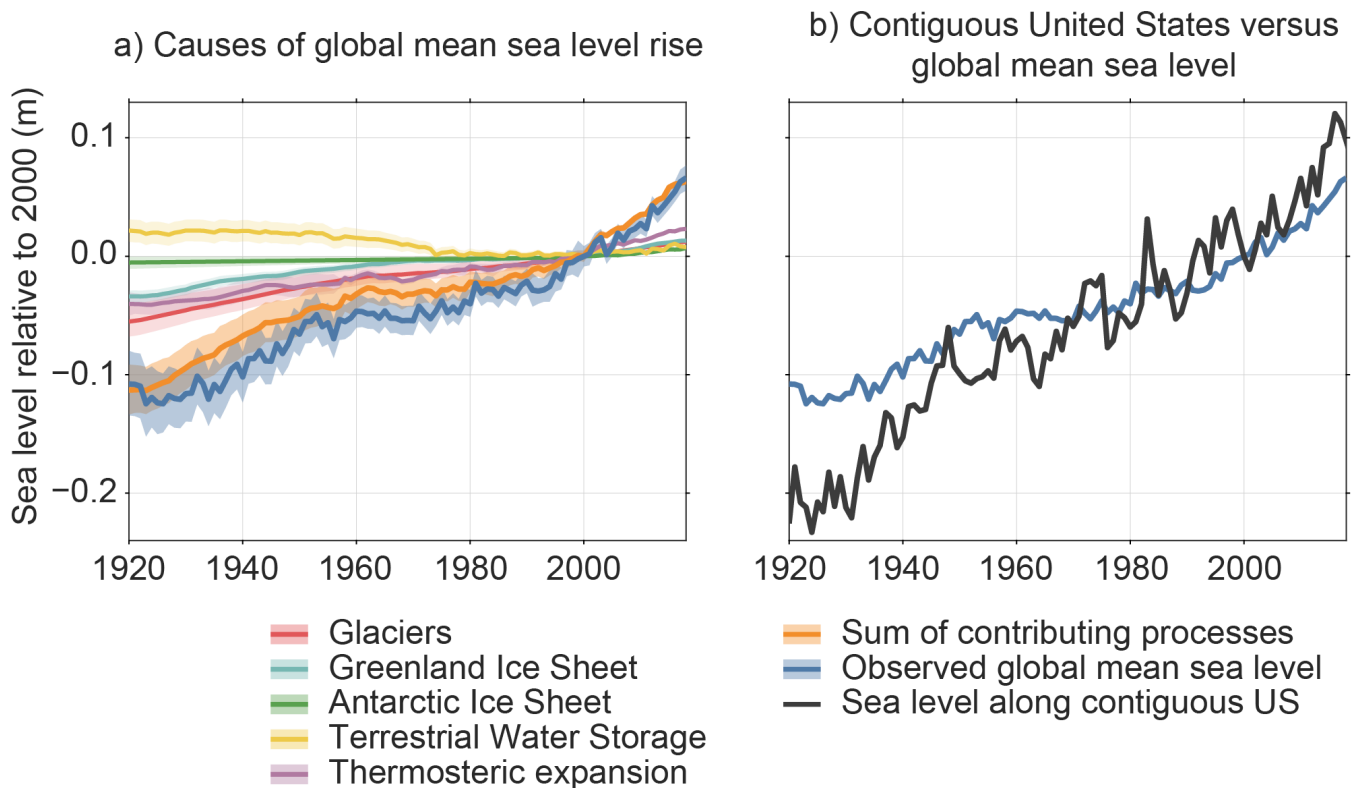 a) Causes of global mean sea level rise
b) Contiguous United States versus
global mean sea level
Sea level relative to 2000 (m)
0.1
0.0
−0.1
−0.2
1920 1940 1960 1980 2000
1920 1940 1960 1980 2000
Glaciers
Greenland Ice Sheet
Antarctic Ice Sheet
Terrestrial Water Storage
Thermosteric expansion
Sum of contributing processes
Observed global mean sea level
Sea level along contiguous US